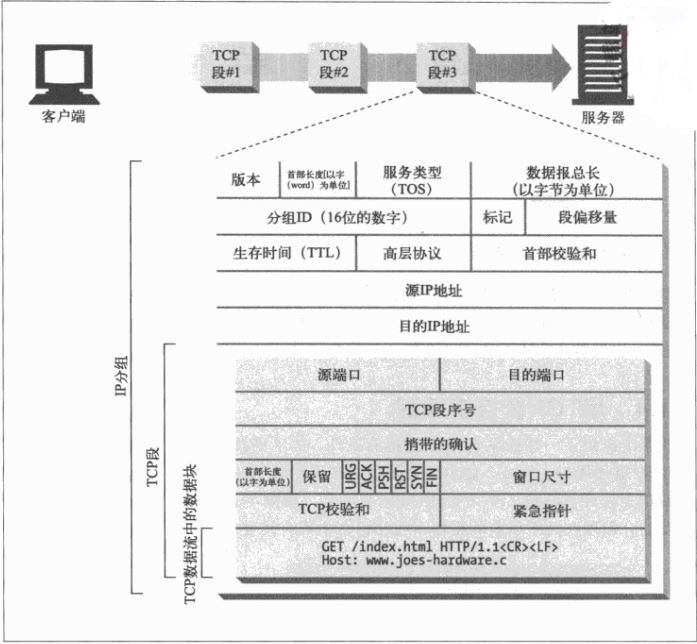 TCP
段#1
TCP
段#2
TCP
段#3
客户端
服务器
版本
首部长度[以字
(word)为单位]
服务类型
(TOS)
数据报总长
(以字节为单位)
分组ID(16位的数字)
标记
段偏移量
生存时间(TTL)
高层协议
首部校验和
源IP地址
目的IP地址
IP分组
TCP段
TCP数据流中的数据块
源端口
目的端口
TCP段序号
捎带的确认
首部长度
(以字为单位)
保留
URG
ACK
PSH
RST
SYN
FIN
窗口尺寸
TCP校验和
紧急指针
GET /index.html HTTP/1.1<CR><LF>
Host: www.joes-hardware.c